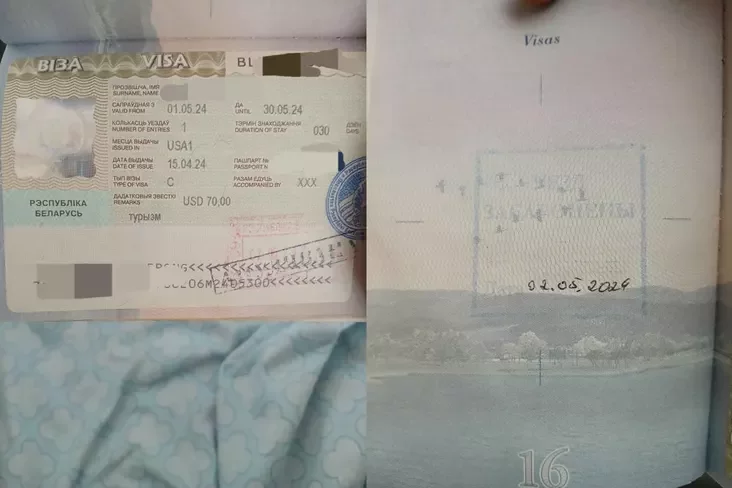 ВІЗА VISA BI
ПРОЗВІШЧА, ІМЯ
SURNAME, NAME
САПРАЎДНАЯ З
VALID FROM 01.05.24
ДА
UNTIL 30.05.24
КОЛЬКАСЦЬ УЕЗДАЎ
NUMBER OF ENTRIES 1
ТЭРМІН ЗНАХОДЖАННЯ
DURATION OF STAY 030
ДЗЁН
DAYS
МЕСЦА ВЫДАЧЫ
ISSUED IN USA1
ДАТА ВЫДАЧЫ
DATE OF ISSUE 15.04.24
ПАШПАРТ №
PASSPORT N
ТЫП ВІЗЫ
TYPE OF VISA C
РАЗАМ ЕДУЦЬ
ACCOMPANIED BY XXX
ДАДАТКОВЫЯ ЗВЕСТКІ
REMARKS USD 70,00
турызм
РЭСПУБЛІКА
БЕЛАРУСЬ
06M2405300<<<<<<<<<
Visas
02.05.2024
16